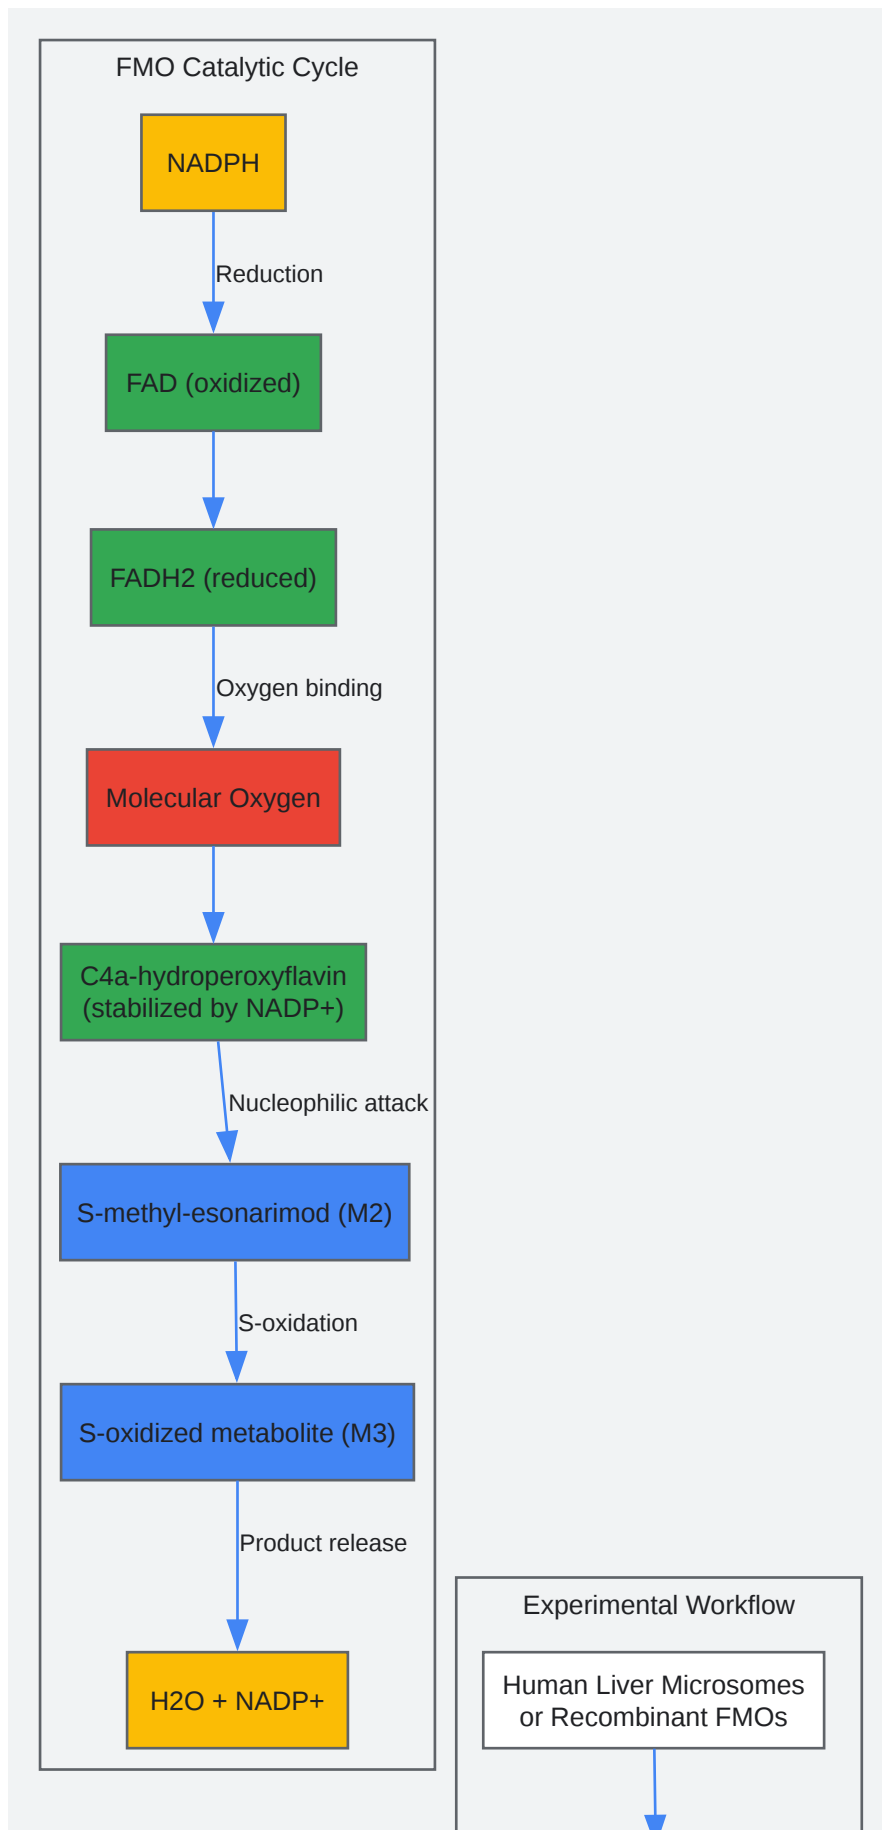 FMO Catalytic Cycle
NADPH
Reduction
FAD (oxidized)
FADH2 (reduced)
Oxygen binding
Molecular Oxygen
C4a-hydroperoxyflavin
(stabilized by NADP+)
Nucleophilic attack
S-methyl-esonarimod (M2)
S-oxidation
S-oxidized metabolite (M3)
Product release
H2O + NADP+
Experimental Workflow
Human Liver Microsomes
or Recombinant FMOs